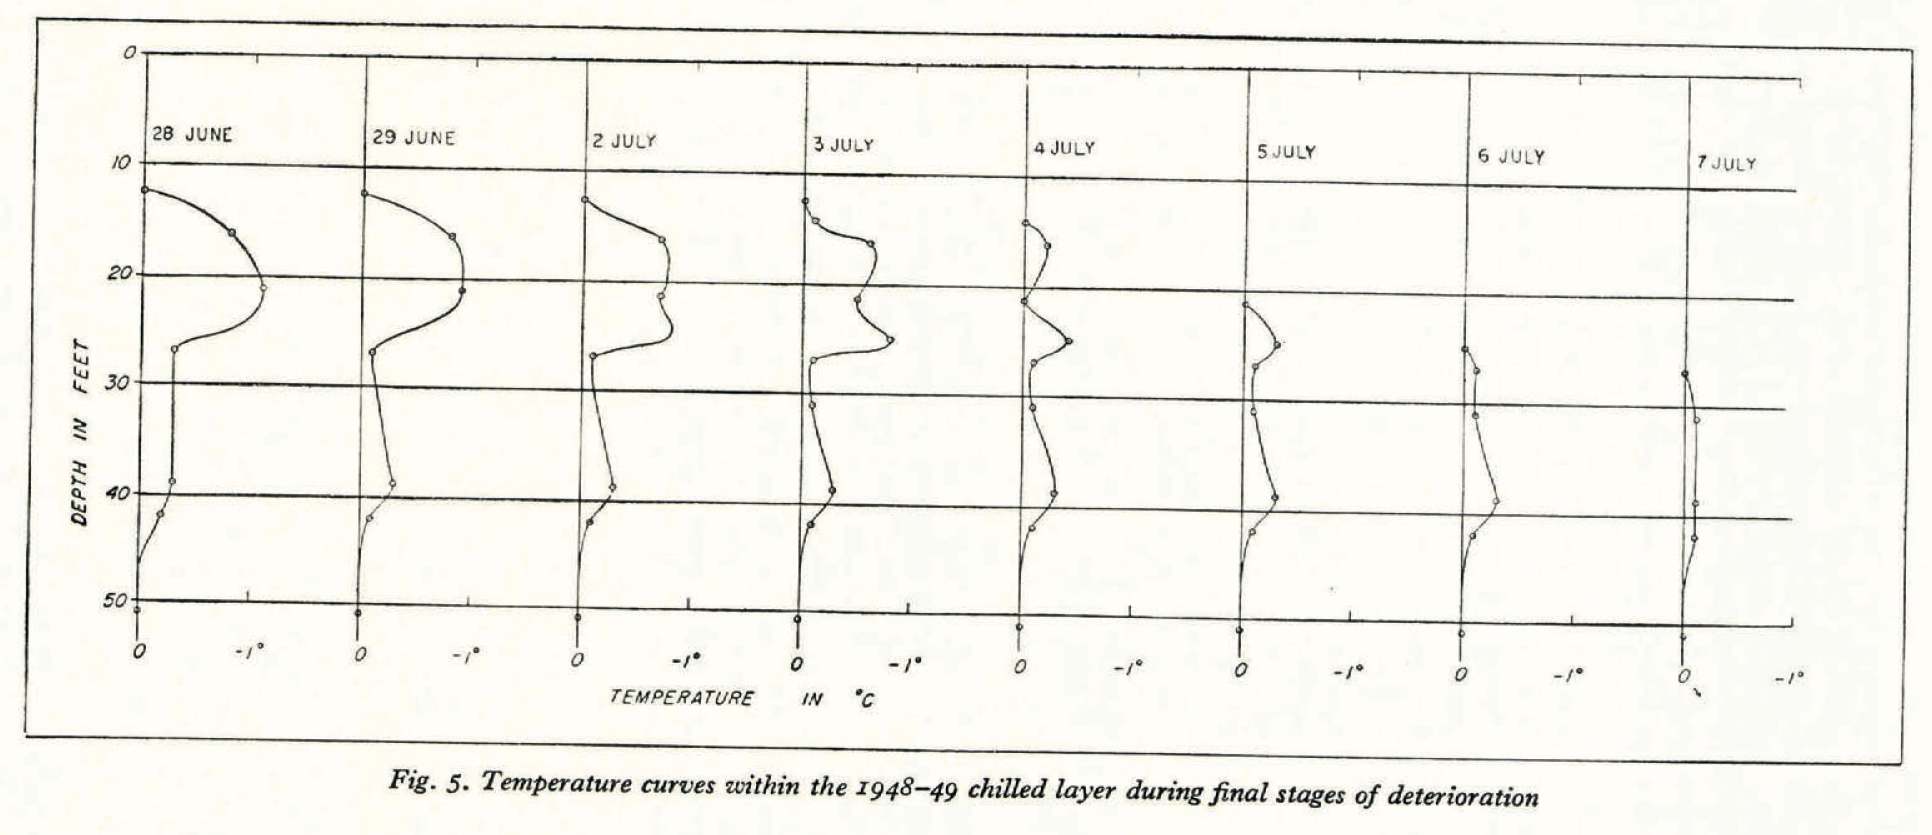 0
28 JUNE
29 JUNE
2 JULY
3 JULY
4 JULY
5 JULY
6 JULY
7 JULY
10
20
30
40
50
DEPTH IN FEET
0 -1° 0 -1° 0 -1° 0 -1° 0 -1° 0 -1° 0 -1° 0 -1°
TEMPERATURE IN °C
Fig. 5. Temperature curves within the 1948–49 chilled layer during final stages of deterioration